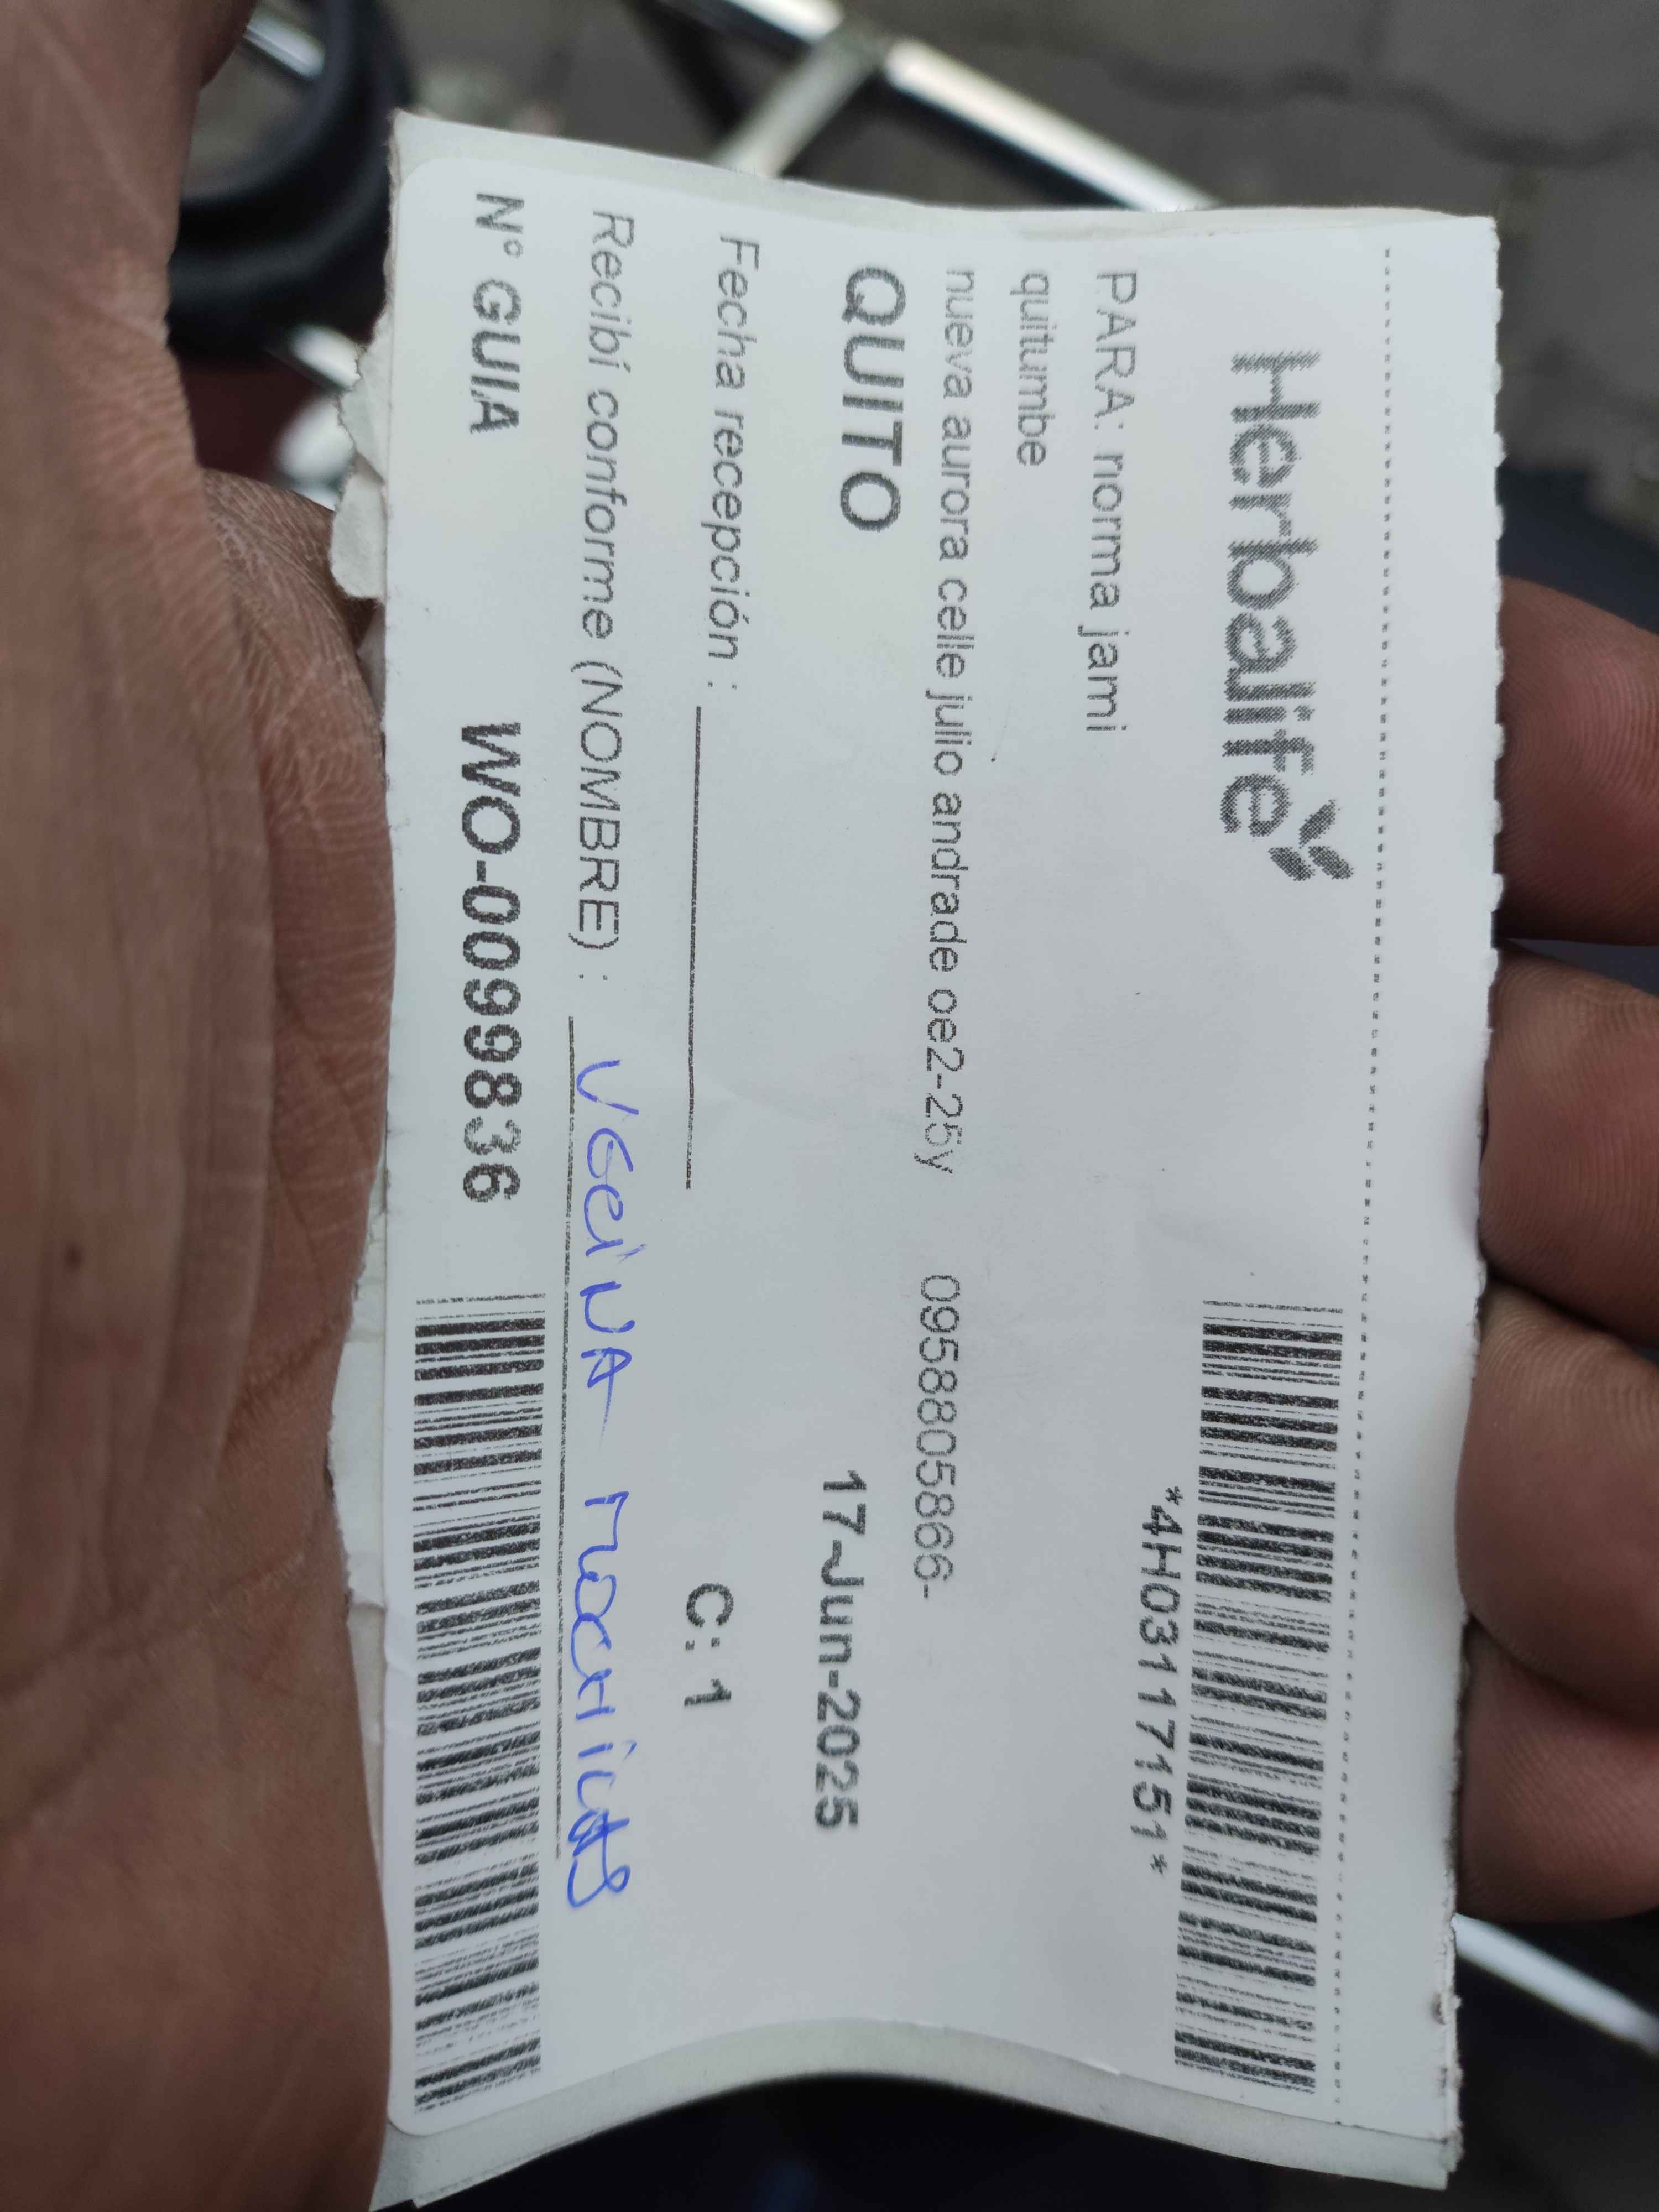 Herbalife
*4H03117151*
PARA: norma jami
quitumbe
nueva aurora celle julio andrade oe2-25y 0958805866-
QUITO 17-Jun-2025
Fecha recepción : C: 1
Recibí conforme (NOMBRE) :
N° GUIA WO-0099836